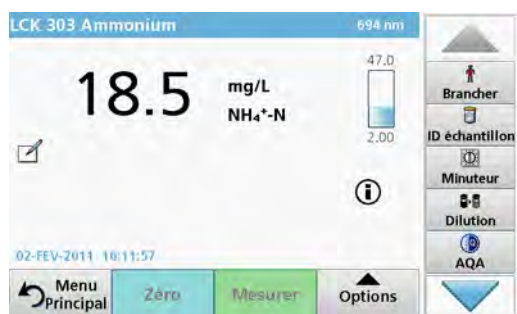 LCK 303 Ammonium 694 nm
47.0
18.5 mg/L
NH₄⁺-N
2.00
02-FEV-2011 10:11:57
Menu Principal
Zéro
Mesurer
Options
Brancher
ID échantillon
Minuteur
Dilution
AQA